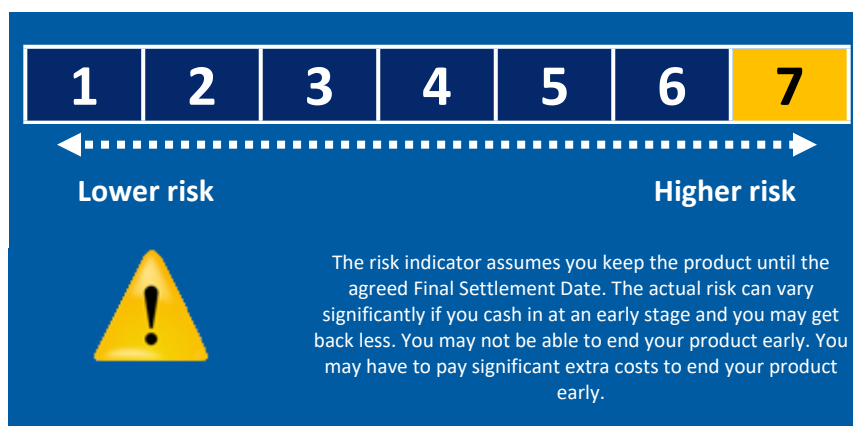 1 2 3 4 5 6 7
Lower risk Higher risk
The risk indicator assumes you keep the product until the
agreed Final Settlement Date. The actual risk can vary
significantly if you cash in at an early stage and you may get
back less. You may not be able to end your product early. You
may have to pay significant extra costs to end your product
early.